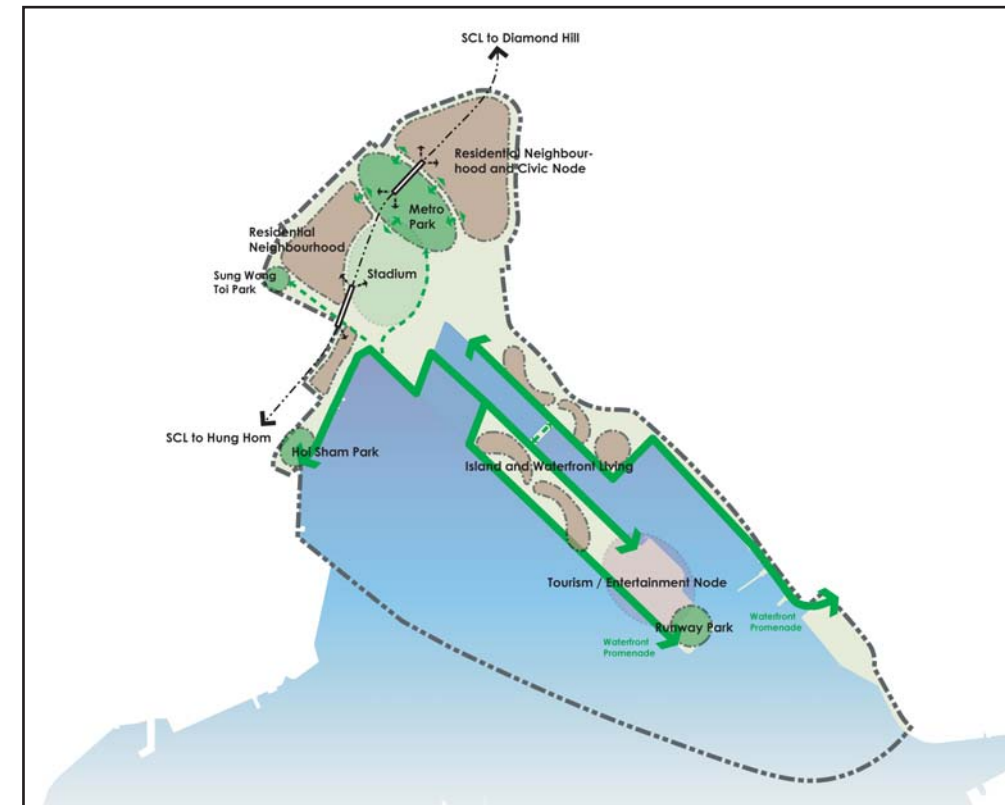 SCL to Diamond Hill
Residential Neighbour-
hood and Civic Node
Metro
Park
Residential
Neighbourhood
Stadium
Sung Wong
Toi Park
SCL to Hung Hom
Hoi Sham Park
Island and Waterfront Living
Tourism / Entertainment Node
Runway Park
Waterfront
Promenade
Waterfront
Promenade